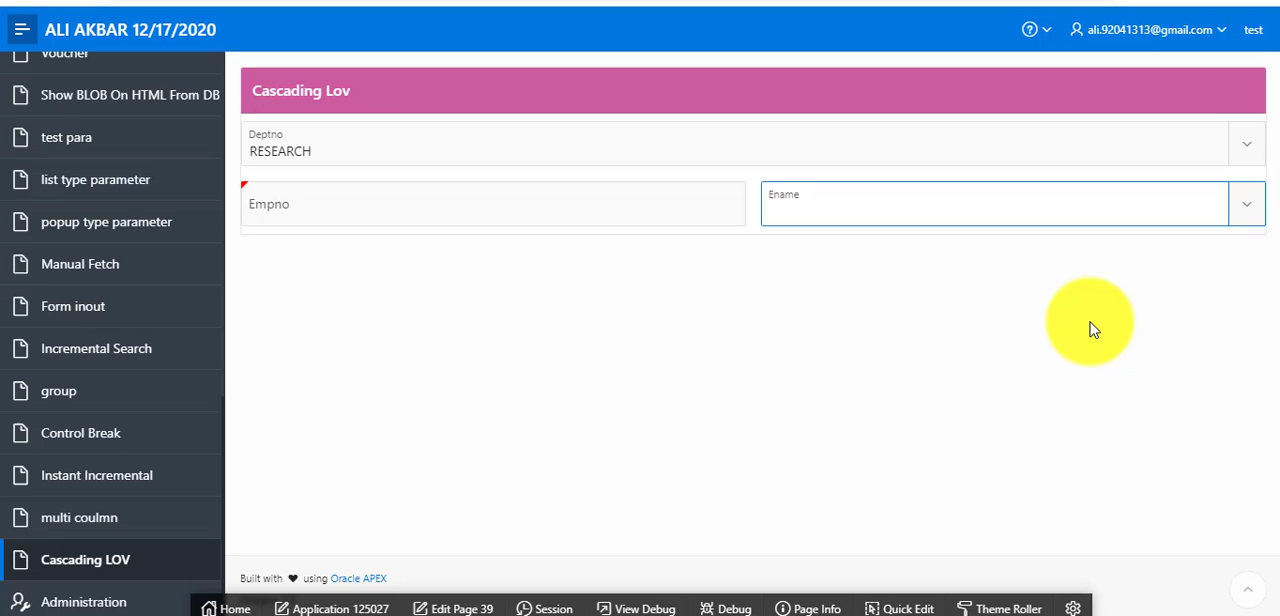 ALI AKBAR 12/17/2020
ali.92041313@gmail.com
test
Voucher
Show BLOB On HTML From DB
test para
list type parameter
popup type parameter
Manual Fetch
Form inout
Incremental Search
group
Control Break
Instant Incremental
multi coulmn
Cascading LOV
Administration
Cascading Lov
Deptno
RESEARCH
Empno
Ename
Built with ♥ using Oracle APEX
Home
Application 125027
Edit Page 39
Session
View Debug
Debug
Page Info
Quick Edit
Theme Roller